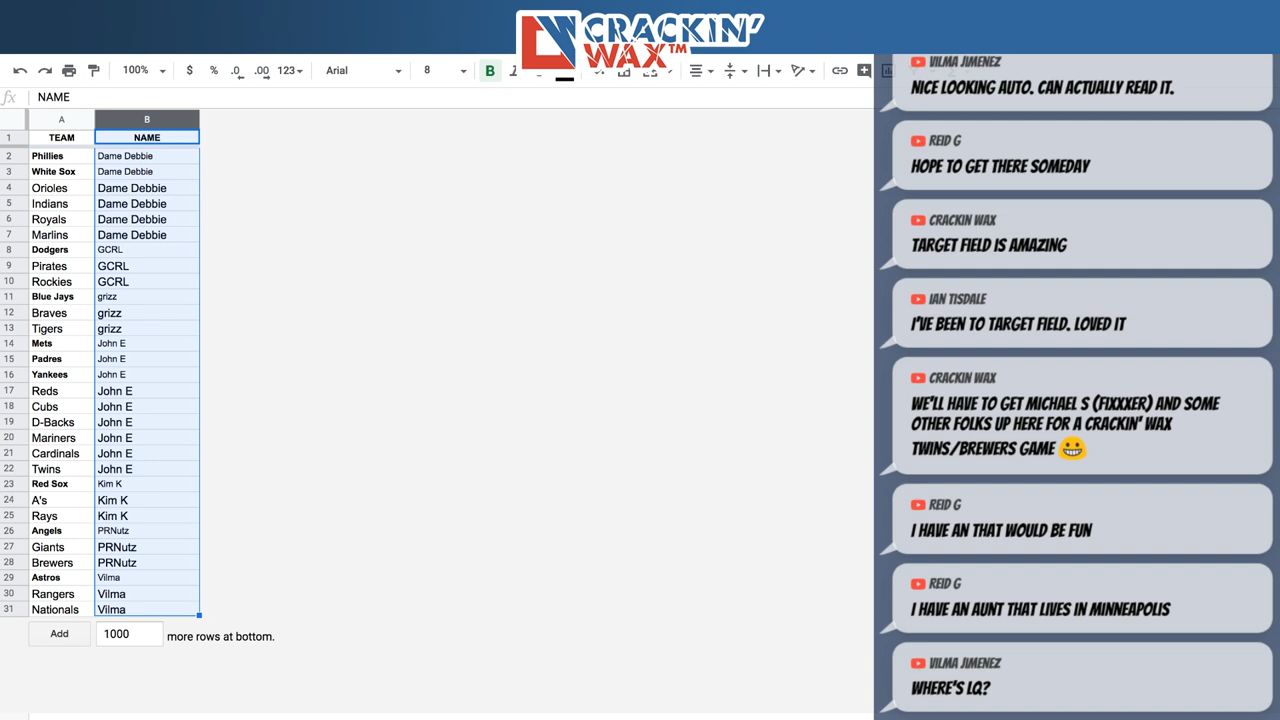 CRACKIN'
WAX™
100% $ % .0 .00 123 Arial 8 B
fx NAME
A B
1 TEAM NAME
2 Phillies Dame Debbie
3 White Sox Dame Debbie
4 Orioles Dame Debbie
5 Indians Dame Debbie
6 Royals Dame Debbie
7 Marlins Dame Debbie
8 Dodgers GCRL
9 Pirates GCRL
10 Rockies GCRL
11 Blue Jays grizz
12 Braves grizz
13 Tigers grizz
14 Mets John E
15 Padres John E
16 Yankees John E
17 Reds John E
18 Cubs John E
19 D-Backs John E
20 Mariners John E
21 Cardinals John E
22 Twins John E
23 Red Sox Kim K
24 A's Kim K
25 Rays Kim K
26 Angels PRNutz
27 Giants PRNutz
28 Brewers PRNutz
29 Astros Vilma
30 Rangers Vilma
31 Nationals Vilma
Add 1000 more rows at bottom.
VILMA JIMENEZ
NICE LOOKING AUTO. CAN ACTUALLY READ IT.
REID G
HOPE TO GET THERE SOMEDAY
CRACKIN WAX
TARGET FIELD IS AMAZING
IAN TISDALE
I'VE BEEN TO TARGET FIELD. LOVED IT
CRACKIN WAX
WE'LL HAVE TO GET MICHAEL S (FIXXXER) AND SOME
OTHER FOLKS UP HERE FOR A CRACKIN' WAX
TWINS/BREWERS GAME 😀
REID G
I HAVE AN THAT WOULD BE FUN
REID G
I HAVE AN AUNT THAT LIVES IN MINNEAPOLIS
VILMA JIMENEZ
WHERE'S LQ?